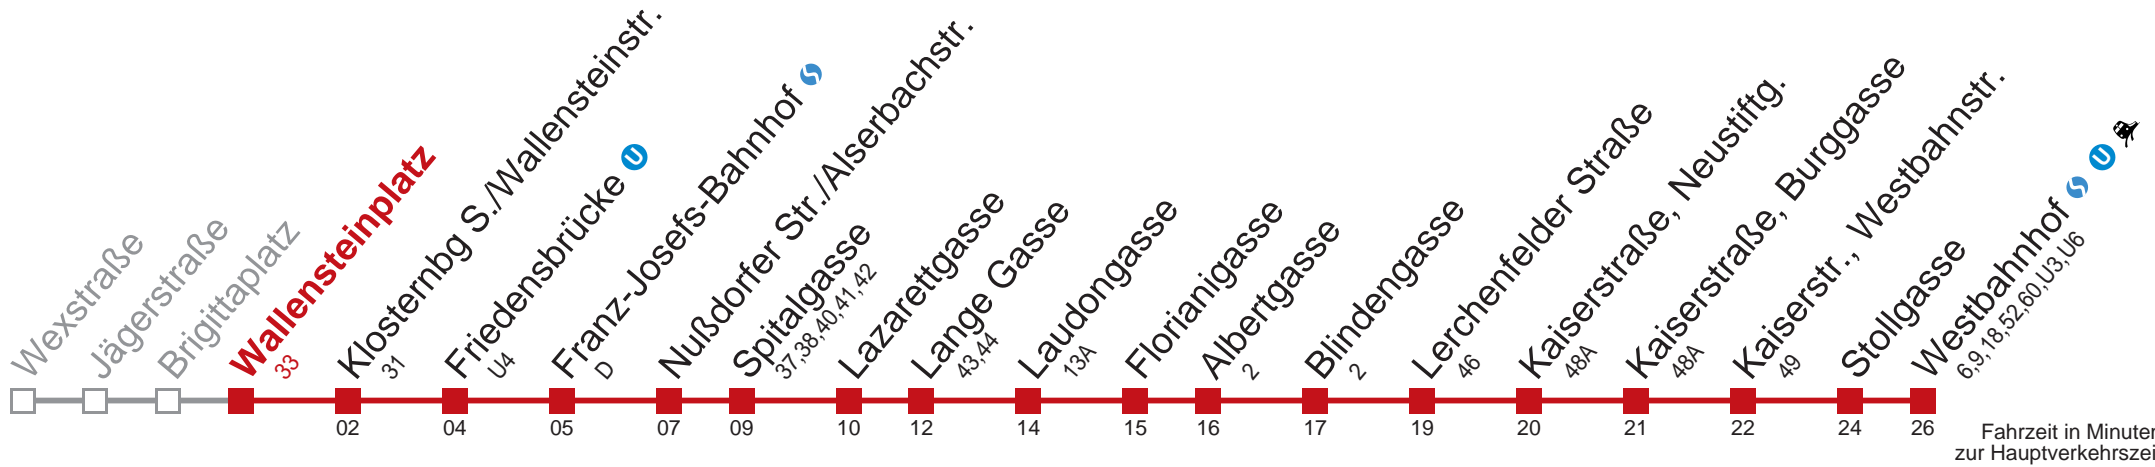 Wexstraße
Jägerstraße
Brigittaplatz
Wallensteinplatz
33
Klosternbg S./Wallensteinstr.
31
Friedensbrücke U
U4
Franz-Josefs-Bahnhof S
D
Nußdorfer Str./Alserbachstr.
Spitalgasse
37,38,40,41,42
Lazarettgasse
Lange Gasse
43,44
Laudongasse
13A
Florianigasse
Albertgasse
2
Blindengasse
2
Lerchenfelder Straße
46
Kaiserstraße, Neustiftg.
48A
Kaiserstraße, Burggasse
48A
Kaiserstr., Westbahnstr.
49
Stollgasse
Westbahnhof S U
6,9,18,52,60,U3,U6
02 04 05 07 09 10 12 14 15 16 17 19 20 21 22 24 26
Fahrzeit in Minuten
zur Hauptverkehrszeit